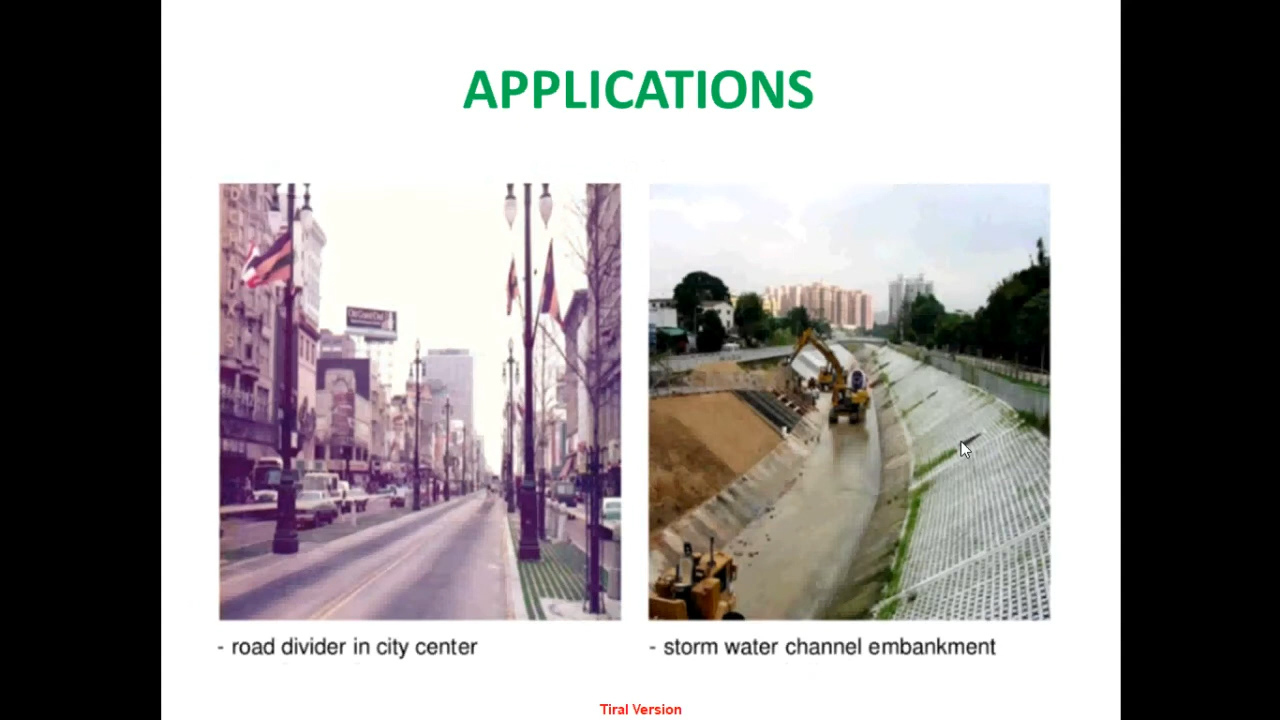 APPLICATIONS
- road divider in city center
- storm water channel embankment
Tiral Version